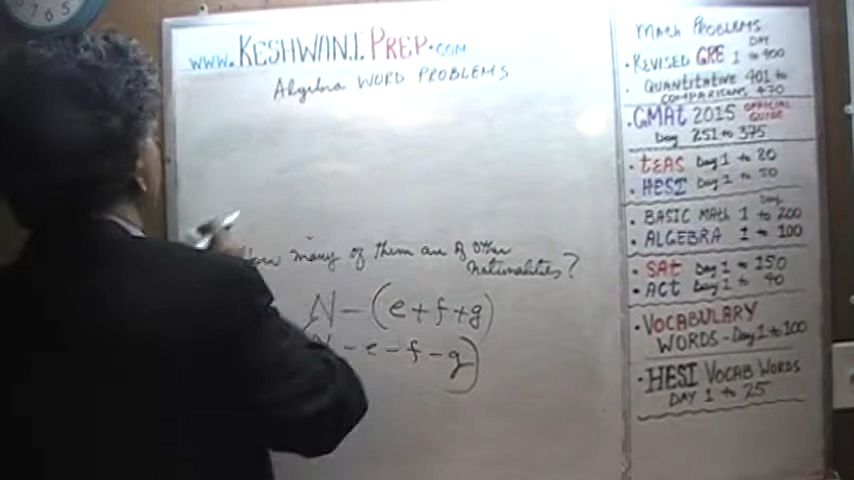 www.KESHWANI PREP.COM
Algebra WORD PROBLEMS
How many of them are of other
nationalities?
N - (e + f + g)
N - e - f - g)
Math PROBLEMS
DAY
• REVISED GRE 1 to 400
• QUANTITATIVE 401 to
COMPARISONS 470
• GMAt 2015 OFFICIAL GUIDE
Day 251 to 375
• tEAS Day 1 to 20
• HESI Day 1 to 50
Day
• BASIC Math 1 to 200
• ALGEBRA 1 to 100
• SAt Day 1 to 150
• ACt Day 1 to 40
• VOCABULARY
WORDS - Day 1 to 100
• HESI VOCAB WORDS
DAY 1 to 25